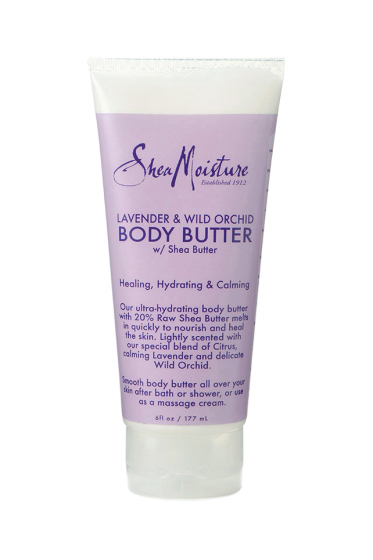 SheaMoisture
Established 1912
LAVENDER & WILD ORCHID
BODY BUTTER
w/ Shea Butter
Healing, Hydrating & Calming
Our ultra-hydrating body butter
with 20% Raw Shea Butter melts
in quickly to nourish and heal
the skin. Lightly scented with
our special blend of Citrus,
calming Lavender and delicate
Wild Orchid.
Smooth body butter all over your
skin after bath or shower, or use
as a massage cream.
6fl oz / 177 mL